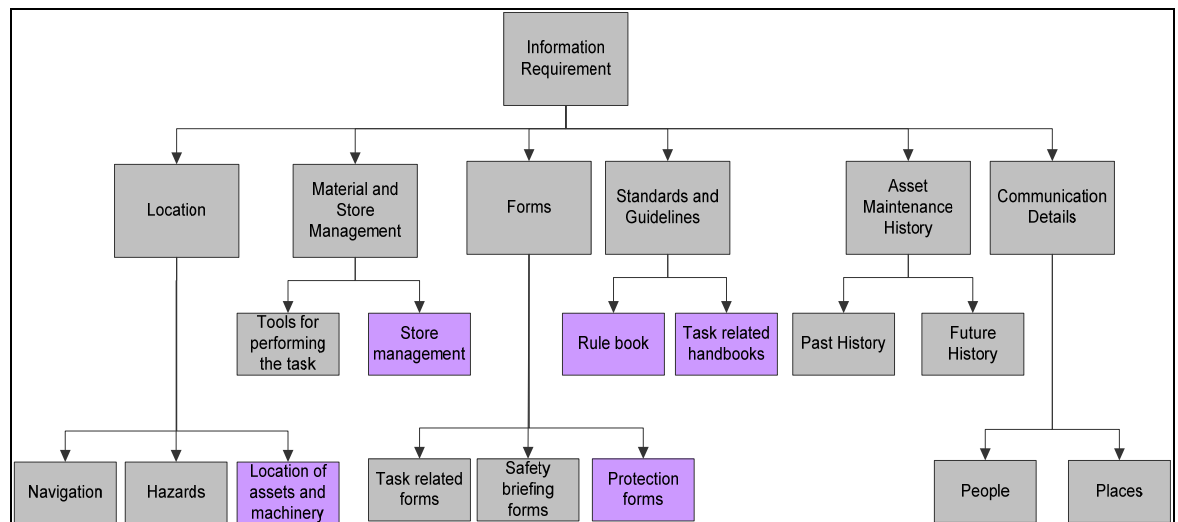 Information
Requirement
Location
Material and
Store
Management
Forms
Standards and
Guidelines
Asset
Maintenance
History
Communication
Details
Tools for
performing
the task
Store
management
Rule book
Task related
handbooks
Past History
Future
History
Navigation
Hazards
Location of
assets and
machinery
Task related
forms
Safety
briefing
forms
Protection
forms
People
Places